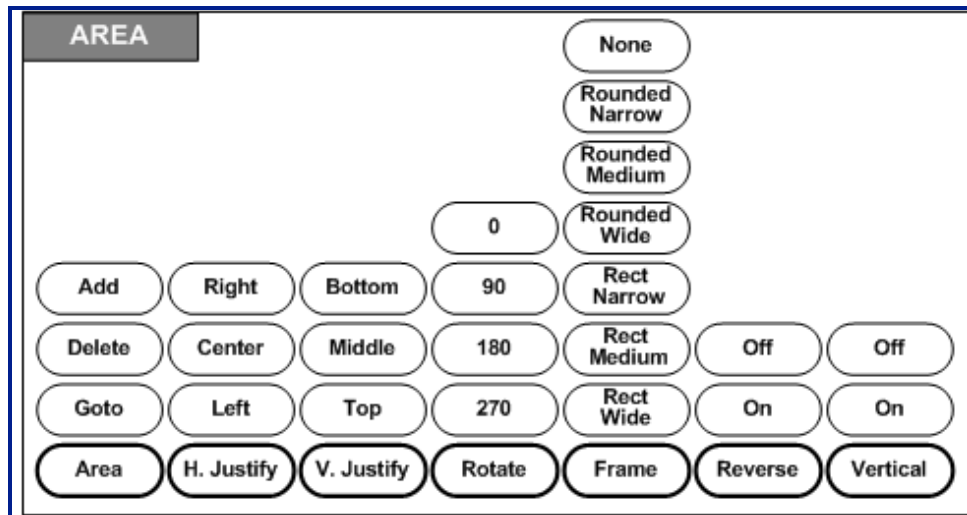 AREA
None
Rounded
Narrow
Rounded
Medium
0
Rounded
Wide
Add
Right
Bottom
90
Rect
Narrow
Delete
Center
Middle
180
Rect
Medium
Off
Off
Goto
Left
Top
270
Rect
Wide
On
On
Area
H. Justify
V. Justify
Rotate
Frame
Reverse
Vertical